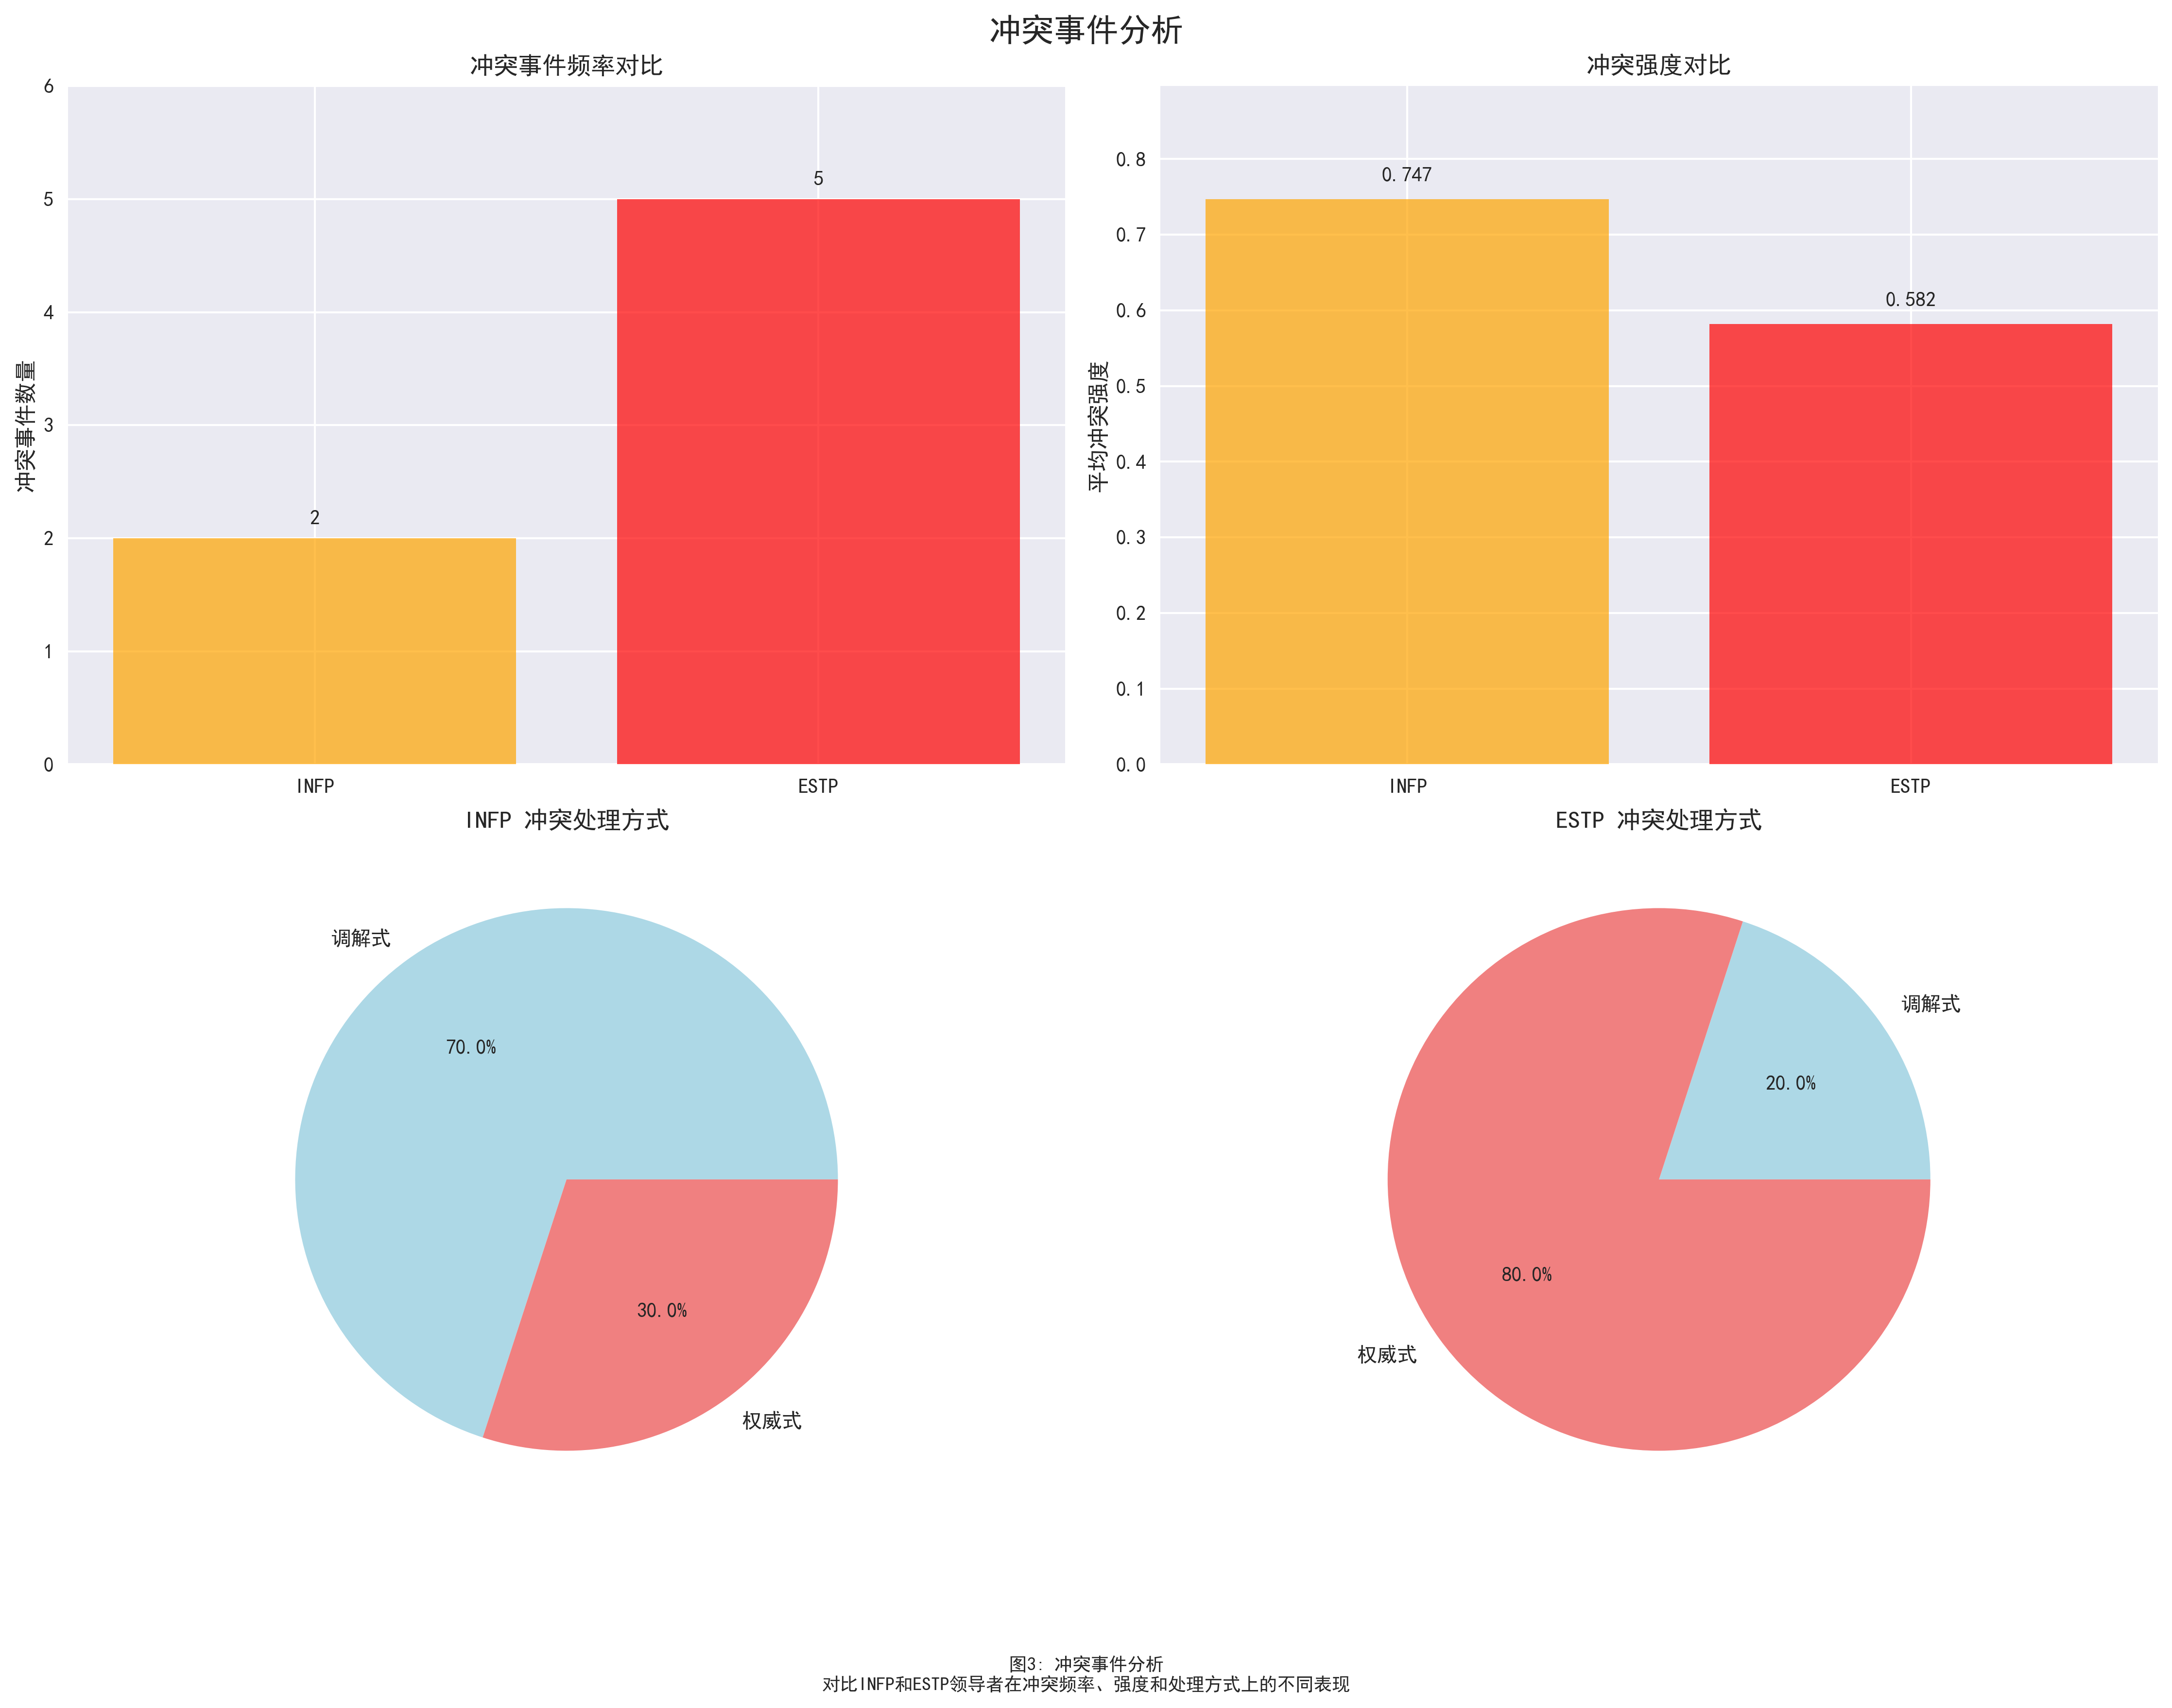 冲突事件分析
冲突事件频率对比
冲突事件数量
6
5
4
3
2
1
0
2
5
INFP
ESTP
冲突强度对比
平均冲突强度
0.8
0.7
0.6
0.5
0.4
0.3
0.2
0.1
0.0
0.747
0.582
INFP
ESTP
INFP 冲突处理方式
调解式
70.0%
30.0%
权威式
ESTP 冲突处理方式
调解式
20.0%
80.0%
权威式
图3: 冲突事件分析
对比INFP和ESTP领导者在冲突频率、强度和处理方式上的不同表现